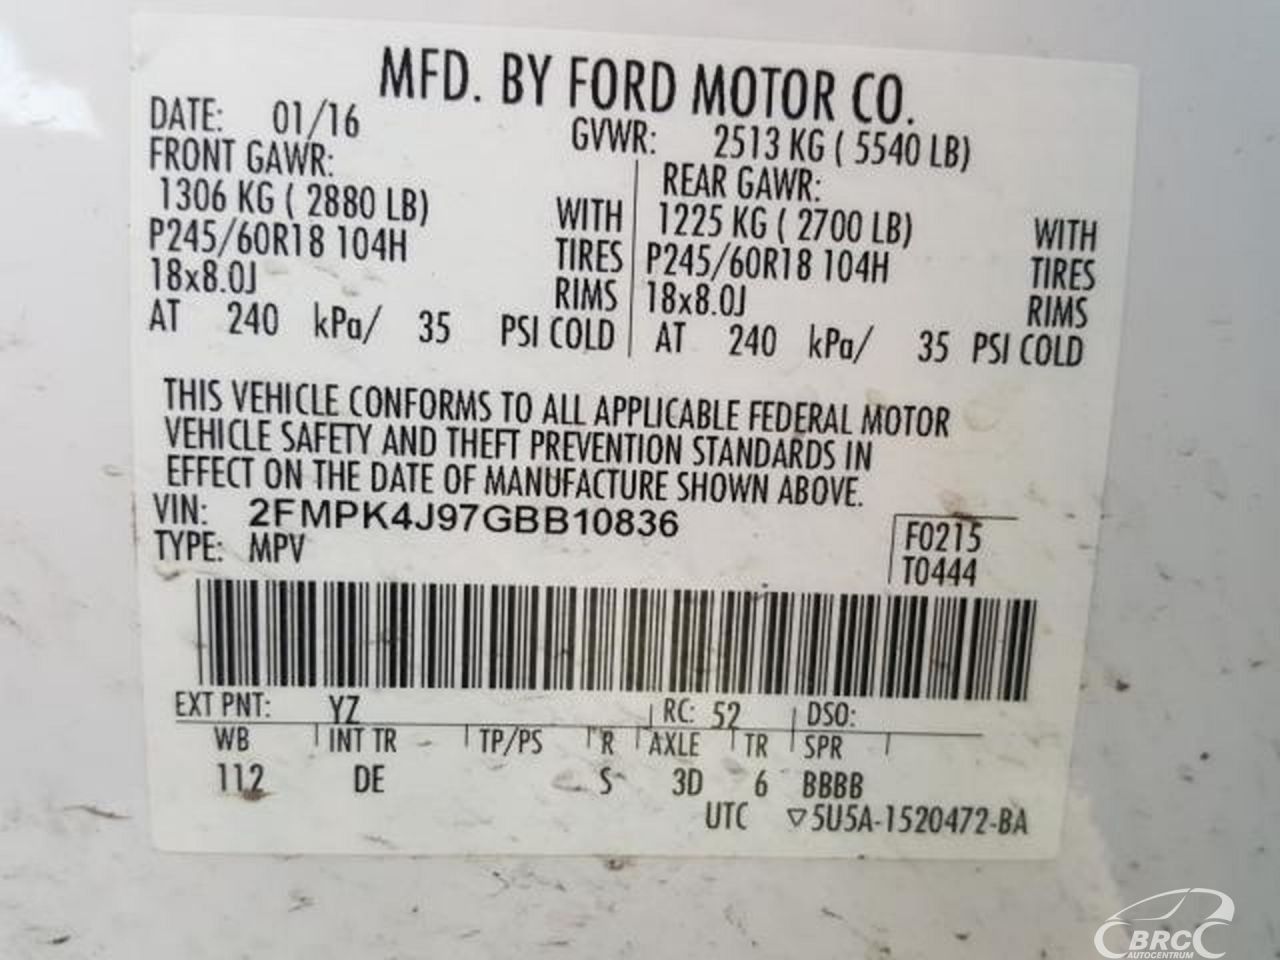 MFD. BY FORD MOTOR CO.
DATE: 01/16 GVWR: 2513 KG ( 5540 LB)
FRONT GAWR: REAR GAWR:
1306 KG ( 2880 LB) WITH 1225 KG ( 2700 LB) WITH
P245/60R18 104H TIRES P245/60R18 104H TIRES
18x8.0J RIMS 18x8.0J RIMS
AT 240 kPa/ 35 PSI COLD AT 240 kPa/ 35 PSI COLD
THIS VEHICLE CONFORMS TO ALL APPLICABLE FEDERAL MOTOR
VEHICLE SAFETY AND THEFT PREVENTION STANDARDS IN
EFFECT ON THE DATE OF MANUFACTURE SHOWN ABOVE.
VIN: 2FMPK4J97GBB10836 F0215
TYPE: MPV T0444
EXT PNT: YZ RC: 52 DSO:
WB INT TR TP/PS R AXLE TR SPR
112 DE S 3D 6 BBBB
UTC ▽5U5A-1520472-BA
BRC
AUTOCENTRUM